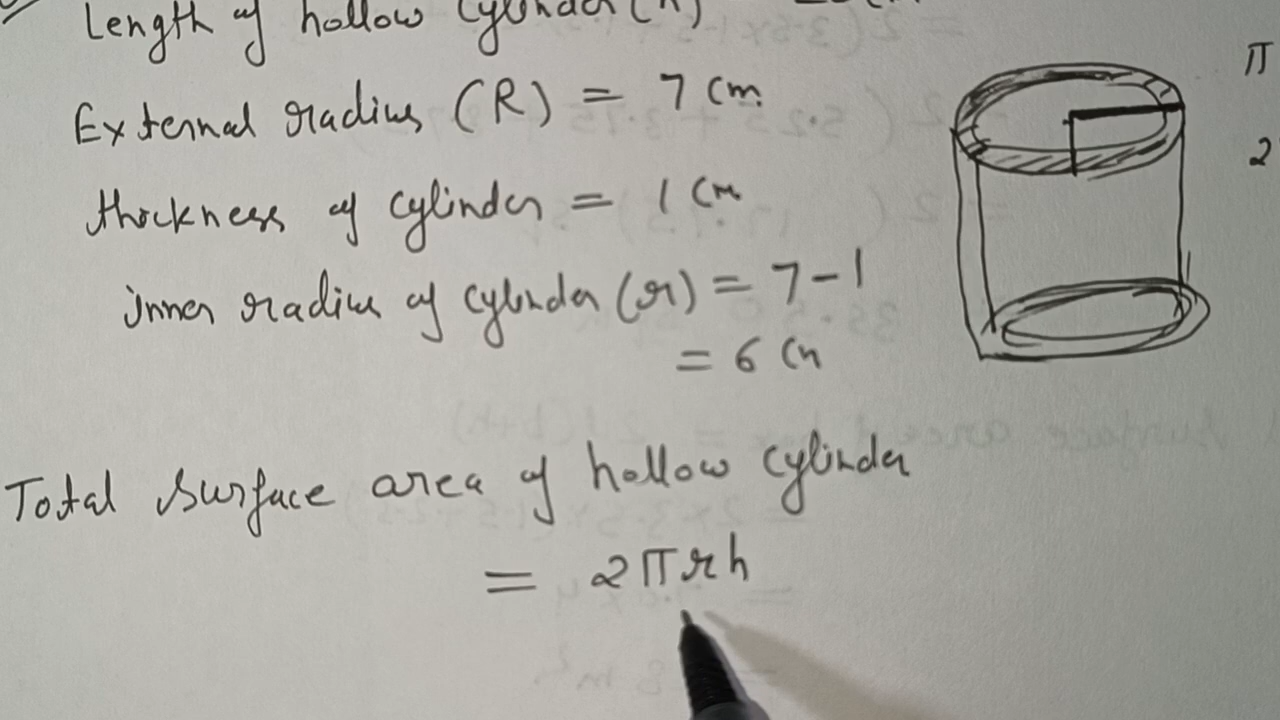 Length of hollow cylinder (h)
External radius (R) = 7 cm
π
thickness of cylinder = 1 cm
2
inner radius of cylinder (r) = 7-1
= 6 cm
Total surface area of hollow cylinder
= 2πrh